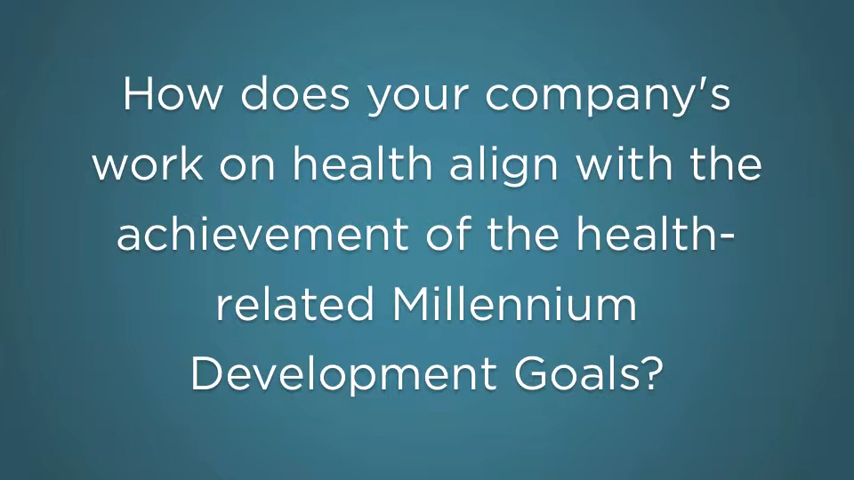 How does your company's
work on health align with the
achievement of the health-
related Millennium
Development Goals?